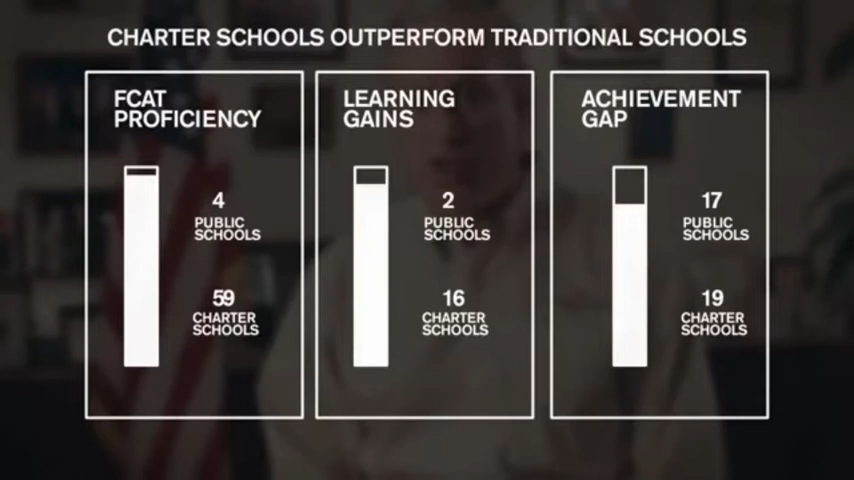 CHARTER SCHOOLS OUTPERFORM TRADITIONAL SCHOOLS
FCAT
PROFICIENCY
4
PUBLIC
SCHOOLS
59
CHARTER
SCHOOLS
LEARNING
GAINS
2
PUBLIC
SCHOOLS
16
CHARTER
SCHOOLS
ACHIEVEMENT
GAP
17
PUBLIC
SCHOOLS
19
CHARTER
SCHOOLS